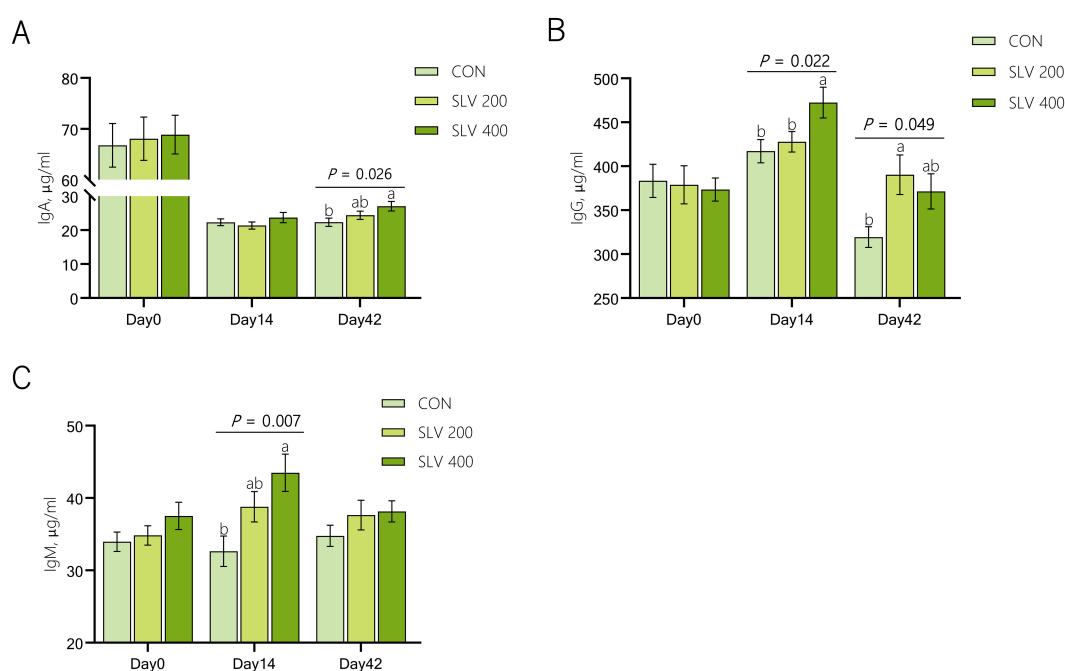 A
CON
SLV 200
SLV 400
IgA, μg/ml
80
70
60
30
20
10
0
P = 0.026
b ab a
Day0 Day14 Day42
B
CON
SLV 200
SLV 400
IgG, μg/ml
500
450
400
350
300
250
P = 0.022
b b a
P = 0.049
b a ab
Day0 Day14 Day42
C
CON
SLV 200
SLV 400
IgM, μg/ml
50
40
30
20
P = 0.007
b ab a
Day0 Day14 Day42